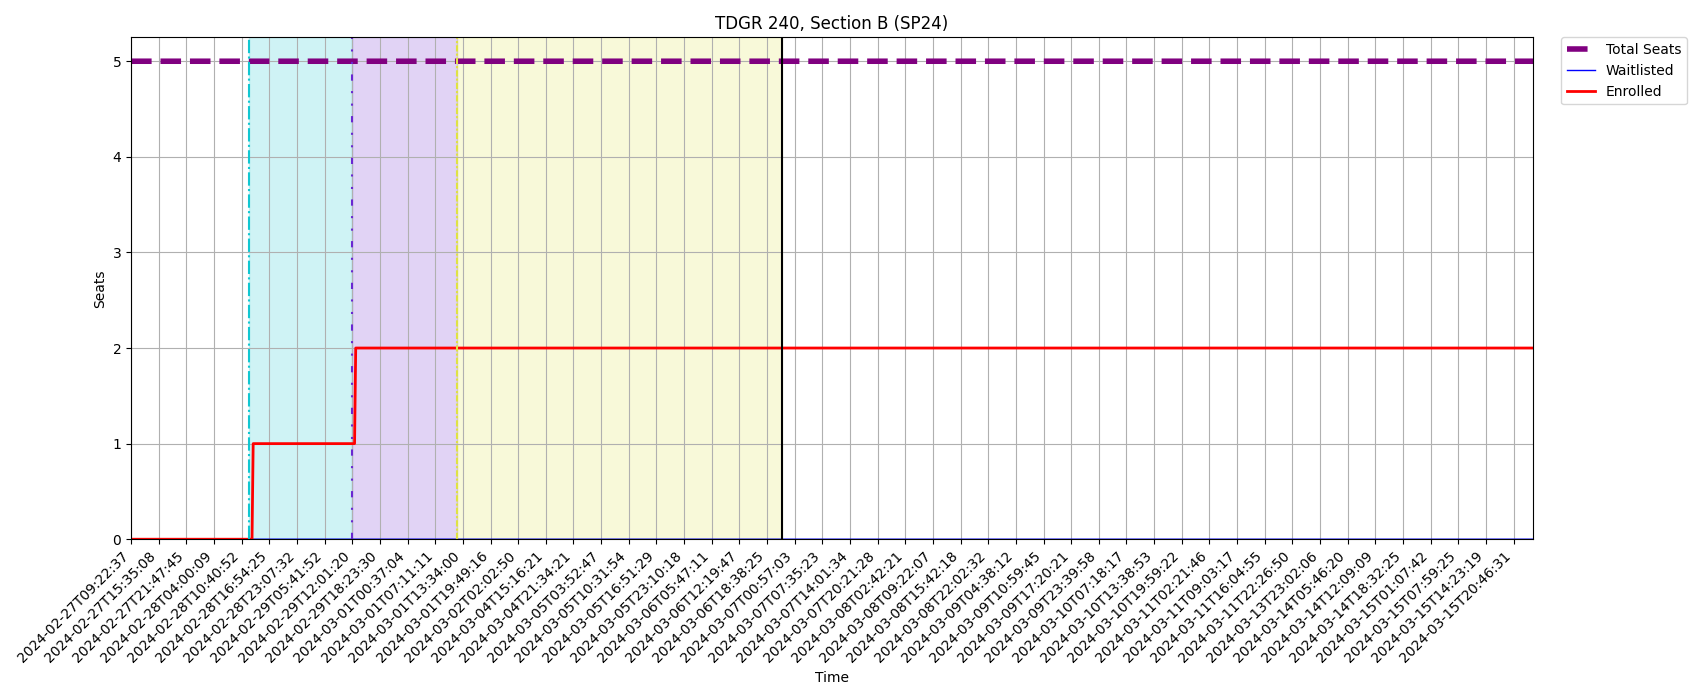 TDGR 240, Section B (SP24)
Total Seats
Waitlisted
Enrolled
Seats
5
4
3
2
1
0
2024-02-27T09:22:37
2024-02-27T15:35:08
2024-02-27T21:47:45
2024-02-28T04:00:09
2024-02-28T10:40:52
2024-02-28T16:54:25
2024-02-28T23:07:32
2024-02-29T05:41:52
2024-02-29T12:01:20
2024-02-29T18:23:30
2024-03-01T00:37:04
2024-03-01T07:11:11
2024-03-01T13:34:00
2024-03-01T19:49:16
2024-03-02T02:02:50
2024-03-04T15:16:21
2024-03-04T21:34:21
2024-03-05T03:52:47
2024-03-05T10:31:54
2024-03-05T16:51:29
2024-03-05T23:10:18
2024-03-06T05:47:11
2024-03-06T12:19:47
2024-03-06T18:38:25
2024-03-07T00:57:03
2024-03-07T07:35:23
2024-03-07T14:01:34
2024-03-07T20:21:28
2024-03-08T02:42:21
2024-03-08T09:22:07
2024-03-08T15:42:18
2024-03-08T22:02:32
2024-03-09T04:38:12
2024-03-09T10:59:45
2024-03-09T17:20:21
2024-03-09T23:39:58
2024-03-10T07:18:17
2024-03-10T13:38:53
2024-03-10T19:59:22
2024-03-11T02:21:46
2024-03-11T09:03:17
2024-03-11T16:04:55
2024-03-11T22:26:50
2024-03-13T23:02:06
2024-03-14T05:46:20
2024-03-14T12:09:09
2024-03-14T18:32:25
2024-03-15T01:07:42
2024-03-15T07:59:25
2024-03-15T14:23:19
2024-03-15T20:46:31
Time